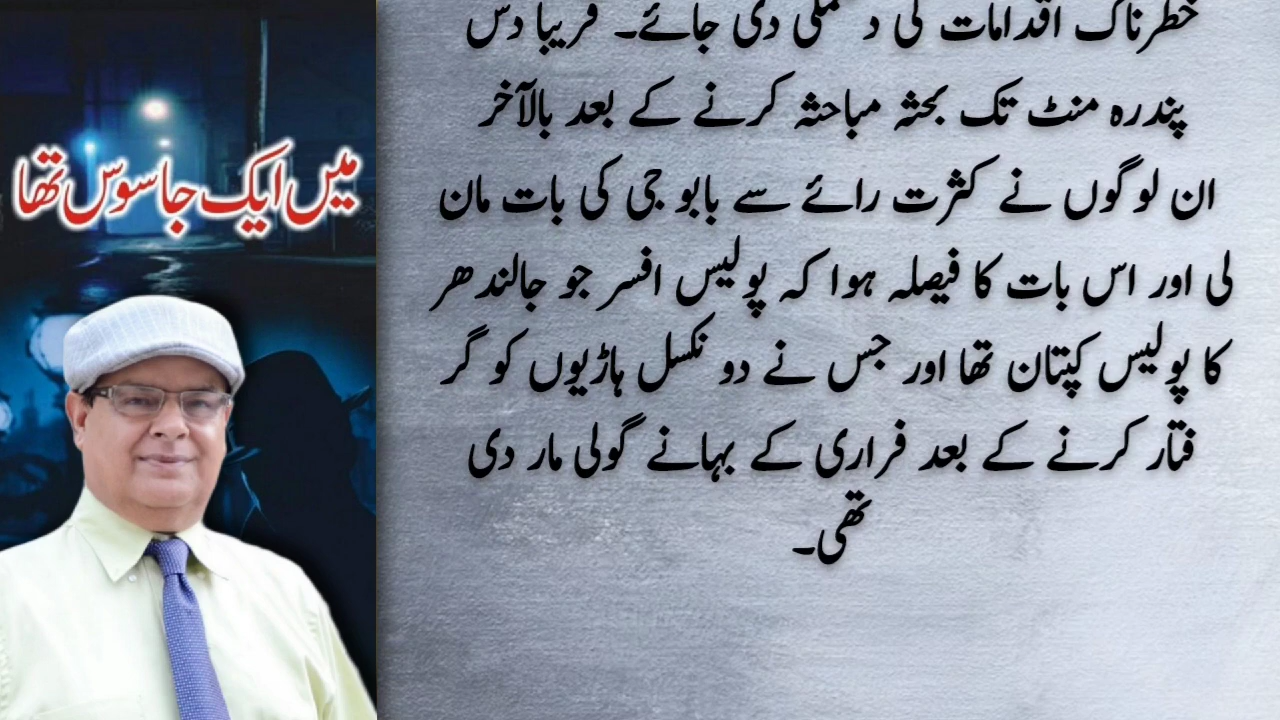 میں ایک جاسوس تھا
خطرناک اقدامات کی دھمکی دی جائے۔ قریباً دس
پندرہ منٹ تک بحثہ مباحثہ کرنے کے بعد بالآخر
ان لوگوں نے کثرت رائے سے بابو جی کی بات مان
لی اور اس بات کا فیصلہ ہوا کہ پولیس افسر جو جالندھر
کا پولیس کپتان تھا اور جس نے دو نکسل ہاڑیوں کو گر
فتار کرنے کے بعد فراری کے بہانے گولی مار دی
تھی۔